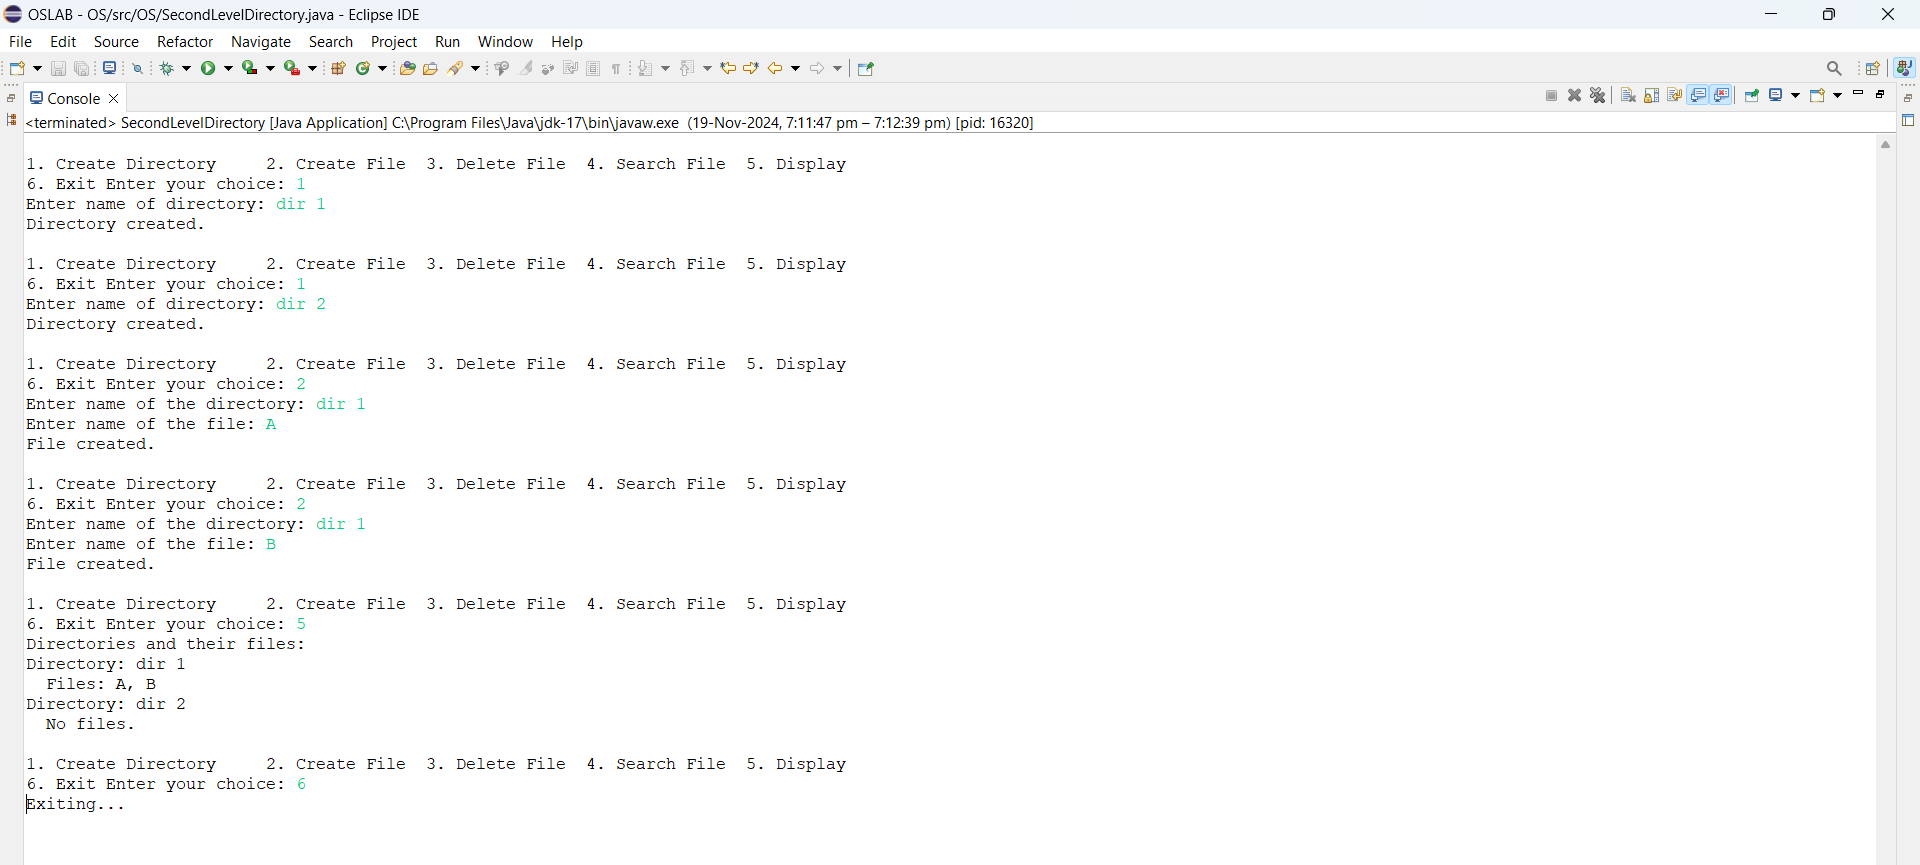 OSLAB - OS/src/OS/SecondLevelDirectory.java - Eclipse IDE
File Edit Source Refactor Navigate Search Project Run Window Help
Console
<terminated> SecondLevelDirectory [Java Application] C:\Program Files\Java\jdk-17\bin\javaw.exe (19-Nov-2024, 7:11:47 pm – 7:12:39 pm) [pid: 16320]
1. Create Directory     2. Create File  3. Delete File  4. Search File  5. Display
6. Exit Enter your choice: 1
Enter name of directory: dir 1
Directory created.
1. Create Directory     2. Create File  3. Delete File  4. Search File  5. Display
6. Exit Enter your choice: 1
Enter name of directory: dir 2
Directory created.
1. Create Directory     2. Create File  3. Delete File  4. Search File  5. Display
6. Exit Enter your choice: 2
Enter name of the directory: dir 1
Enter name of the file: A
File created.
1. Create Directory     2. Create File  3. Delete File  4. Search File  5. Display
6. Exit Enter your choice: 2
Enter name of the directory: dir 1
Enter name of the file: B
File created.
1. Create Directory     2. Create File  3. Delete File  4. Search File  5. Display
6. Exit Enter your choice: 5
Directories and their files:
Directory: dir 1
  Files: A, B
Directory: dir 2
  No files.
1. Create Directory     2. Create File  3. Delete File  4. Search File  5. Display
6. Exit Enter your choice: 6
Exiting...